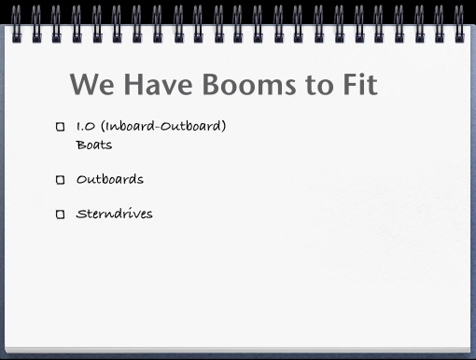 We Have Booms to Fit
I.O (Inboard-Outboard)
Boats
Outboards
Sterndrives